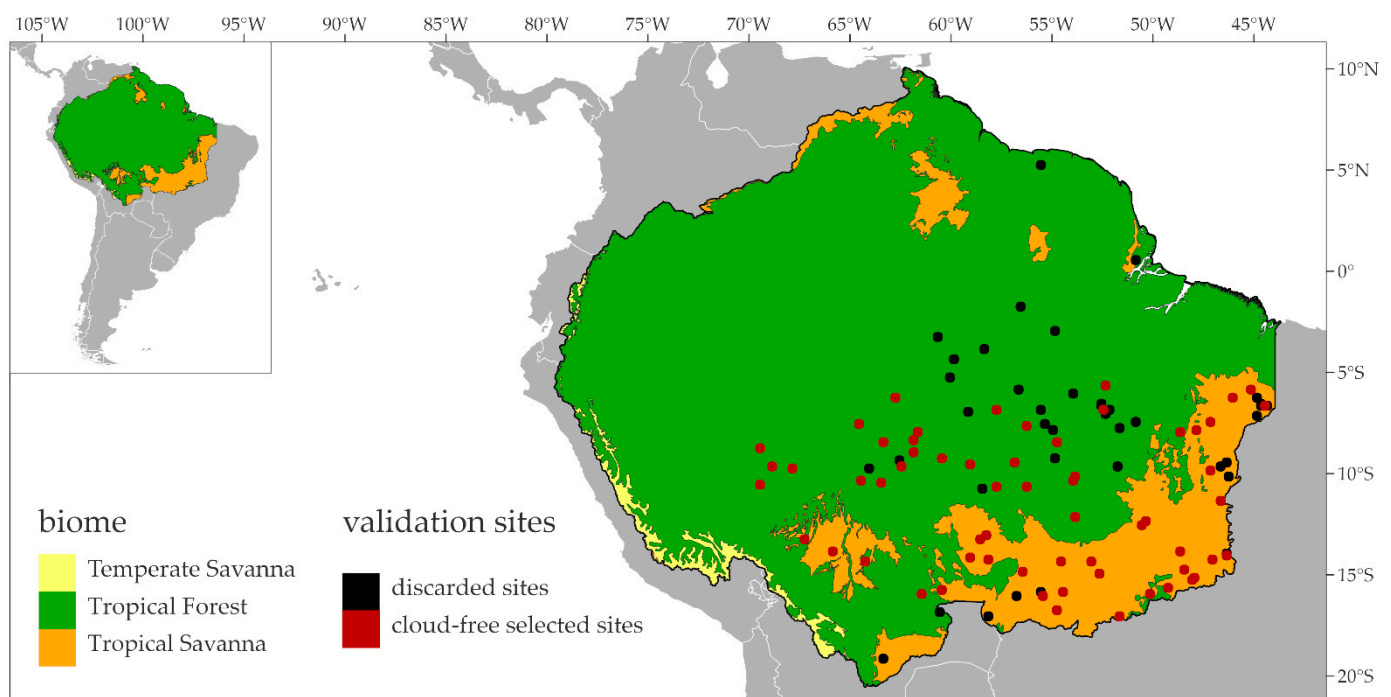 105°W 100°W 95°W 90°W 85°W 80°W 75°W 70°W 65°W 60°W 55°W 50°W 45°W
10°N
5°N
0°
5°S
10°S
15°S
20°S
biome
Temperate Savanna
Tropical Forest
Tropical Savanna
validation sites
discarded sites
cloud-free selected sites